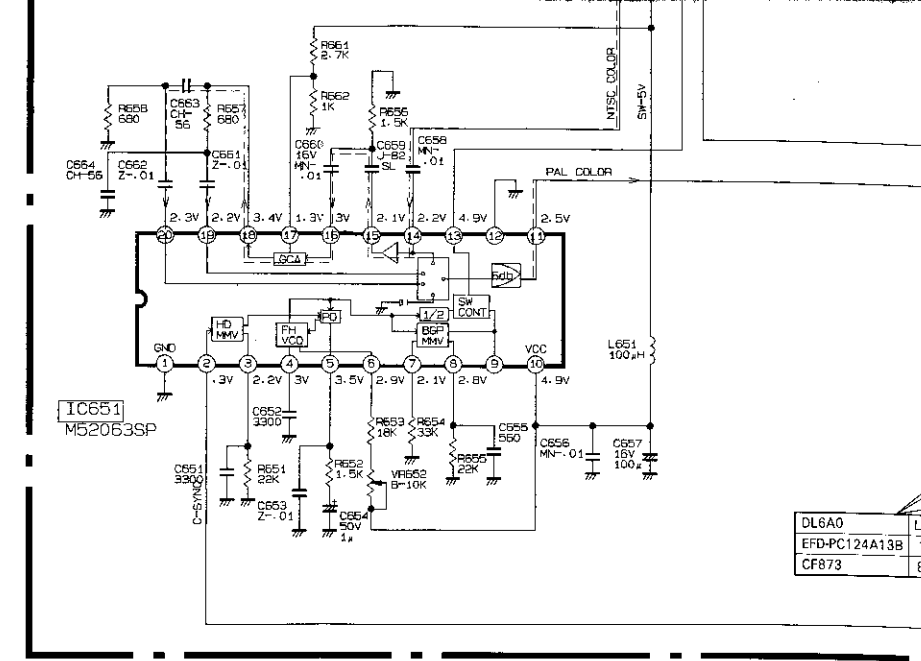 R661
2.7K
R662
1K
NTSC COLOR
SW-5V
R658
680
C663
CH-
56
R657
680
R656
1.5K
C664
CH-56
C662
Z-.01
C661
Z-.01
C660
16V
MN-
.01
C659
J-82
SL
C658
MN-
.01
PAL COLOR
2.3V 2.2V 3.4V 1.3V 3V 2.1V 2.2V 4.9V 2.5V
20 19 18 17 16 15 14 13 12 11
GCA
6db
SW
CONT
HD
MMV
FH
VCO
PD
1/2
BGP
MMV
GND
VCC
1 2 3 4 5 6 7 8 9 10
.3V 2.2V 3V 3.5V 2.9V 2.1V 2.8V 4.9V
L651
100μH
IC651
M52063SP
C652
3300
R653
18K
R654
33K
C655
560
C656
MN-.01
C657
16V
100μ
C651
3300
R651
22K
R652
1.5K
VR652
B-10K
R655
22K
C-SYNC
C653
Z-.01
C654
50V
1μ
DL6A0
EFD-PC124A13B
CF873